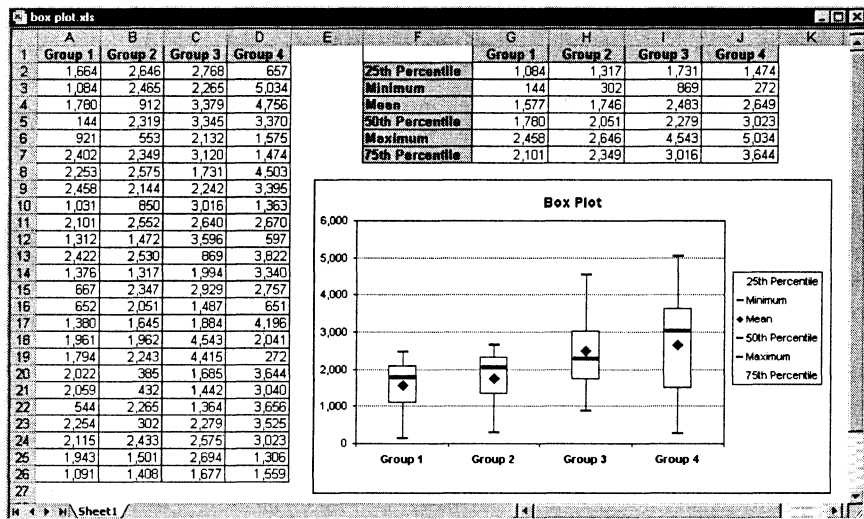 box plot.xls
A B C D E F G H I J K
1 Group 1 Group 2 Group 3 Group 4 Group 1 Group 2 Group 3 Group 4
2 1,664 2,646 2,768 657 25th Percentile 1,084 1,317 1,731 1,474
3 1,084 2,465 2,265 5,034 Minimum 144 302 869 272
4 1,780 912 3,379 4,756 Mean 1,577 1,746 2,483 2,649
5 144 2,319 3,345 3,370 50th Percentile 1,780 2,051 2,279 3,023
6 921 553 2,132 1,575 Maximum 2,458 2,646 4,543 5,034
7 2,402 2,349 3,120 1,474 75th Percentile 2,101 2,349 3,016 3,644
8 2,253 2,575 1,731 4,503
9 2,458 2,144 2,242 3,395
10 1,031 850 3,016 1,363
11 2,101 2,552 2,640 2,670
12 1,312 1,472 3,596 597
13 2,422 2,530 869 3,822
14 1,376 1,317 1,994 3,340
15 667 2,347 2,929 2,757
16 652 2,051 1,487 651
17 1,380 1,645 1,884 4,196
18 1,961 1,962 4,543 2,041
19 1,794 2,243 4,415 272
20 2,022 385 1,685 3,644
21 2,059 432 1,442 3,040
22 544 2,265 1,364 3,656
23 2,254 302 2,279 3,525
24 2,115 2,433 2,575 3,023
25 1,943 1,501 2,694 1,306
26 1,091 1,408 1,677 1,559
27
Box Plot
6,000
5,000
4,000
3,000
2,000
1,000
0
Group 1 Group 2 Group 3 Group 4
25th Percentile
Minimum
Mean
50th Percentile
Maximum
75th Percentile
Sheet1